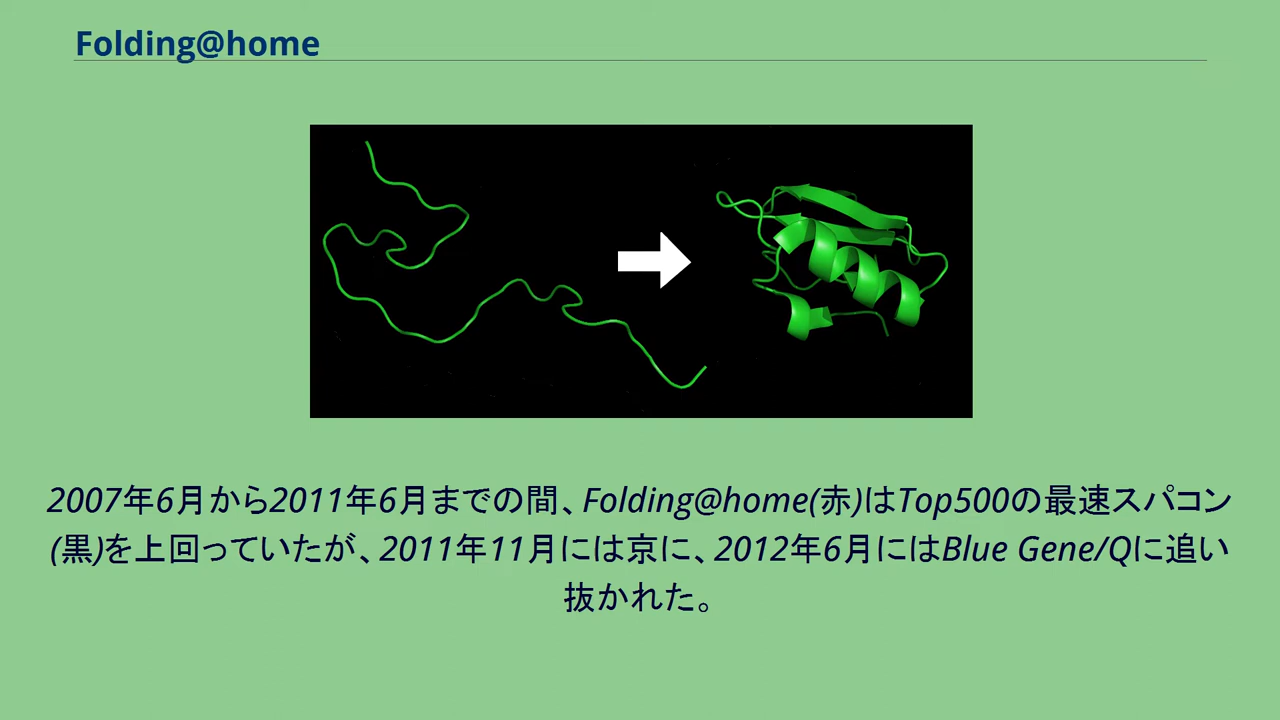 Folding@home
2007年6月から2011年6月までの間、Folding@home(赤)はTop500の最速スパコン
(黒)を上回っていたが、2011年11月には京に、2012年6月にはBlue Gene/Qに追い
抜かれた。